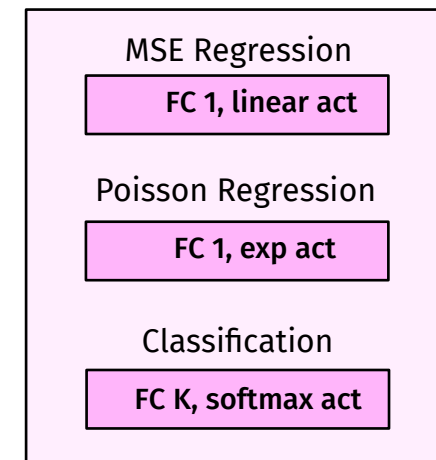 MSE Regression
FC 1, linear act
Poisson Regression
FC 1, exp act
Classification
FC K, softmax act